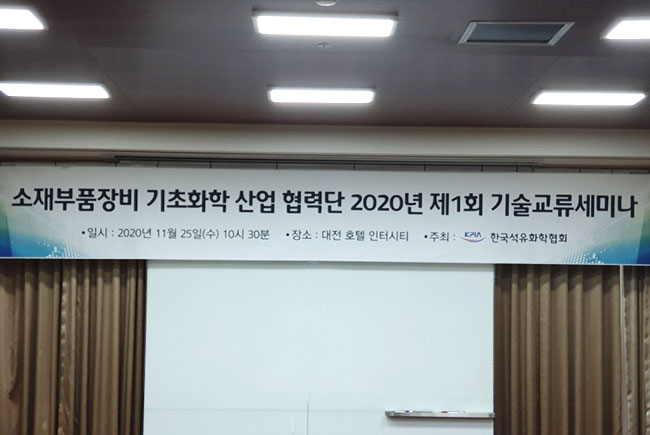 소재부품장비 기초화학 산업 협력단 2020년 제1회 기술교류세미나
•일시 : 2020년 11월 25일(수) 10시 30분 •장소 : 대전 호텔 인터시티 •주최 : KPIA 한국석유화학협회